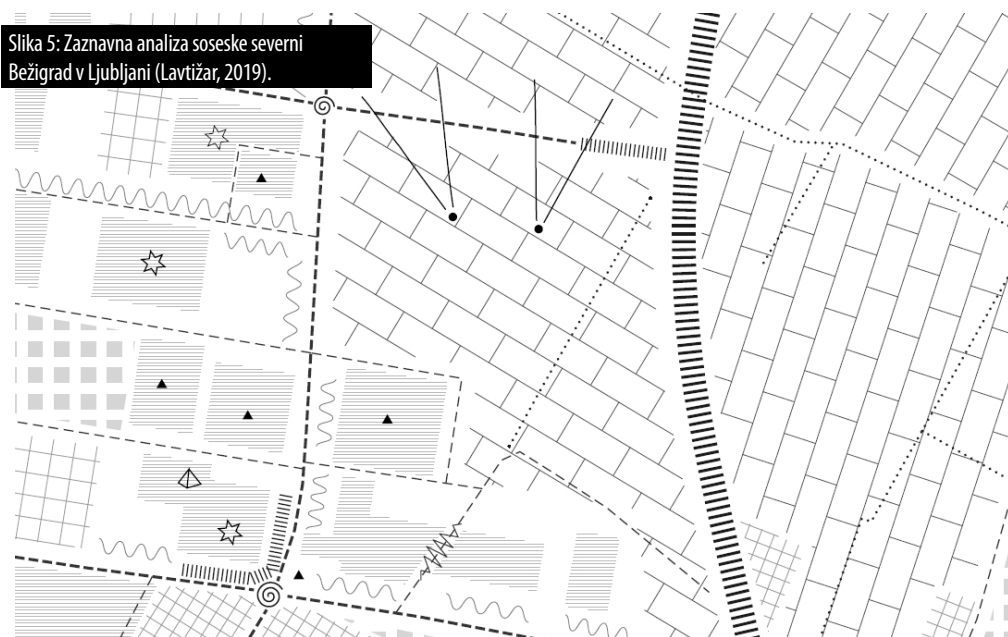 Slika 5: Zaznavna analiza soseske severni
Bežigrad v Ljubljani (Lavtižar, 2019).